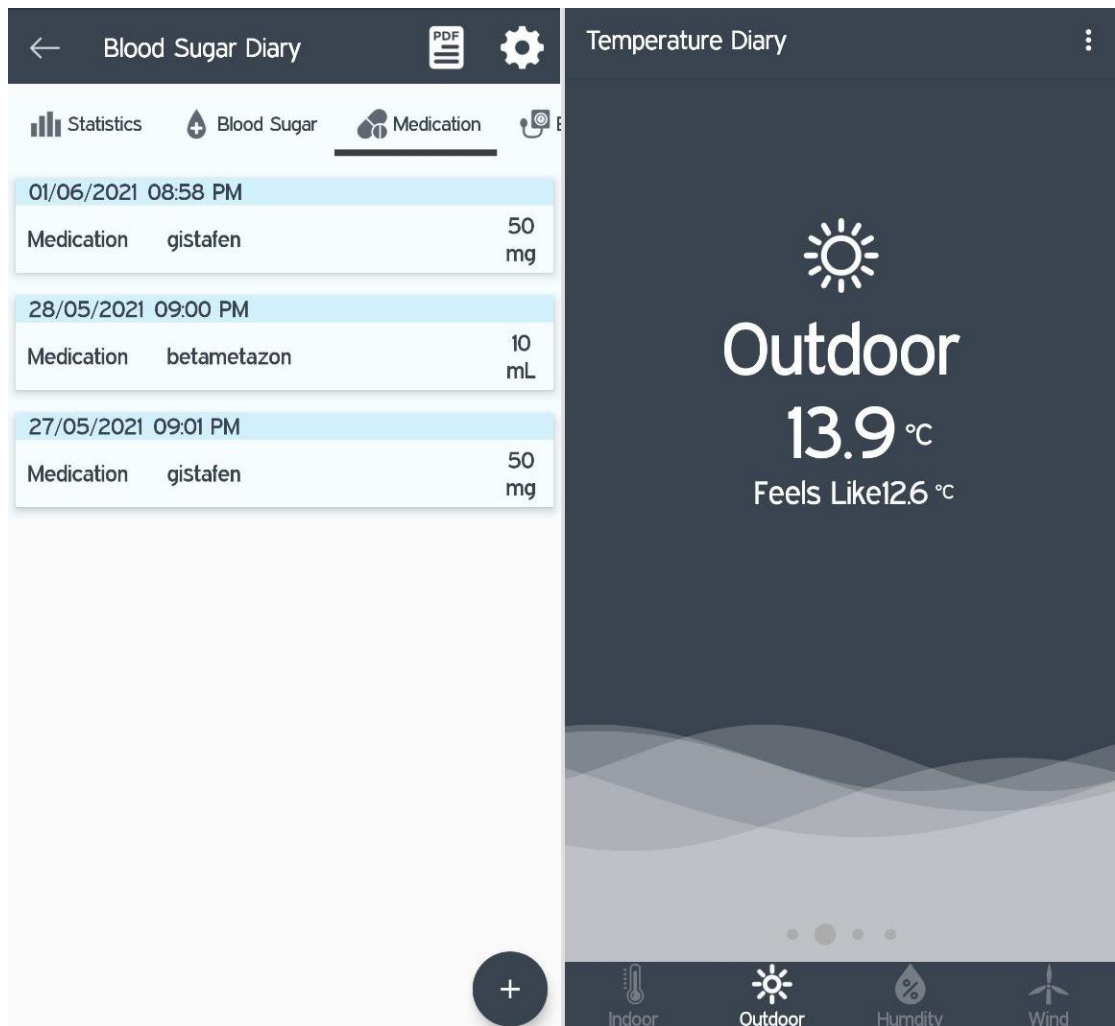 Blood Sugar Diary
PDF
Statistics
Blood Sugar
Medication
01/06/2021 08:58 PM
Medication gistafen 50 mg
28/05/2021 09:00 PM
Medication betametazon 10 mL
27/05/2021 09:01 PM
Medication gistafen 50 mg
+
Temperature Diary
Outdoor
13.9 °C
Feels Like12.6 °C
Indoor
Outdoor
Humdity
Wind